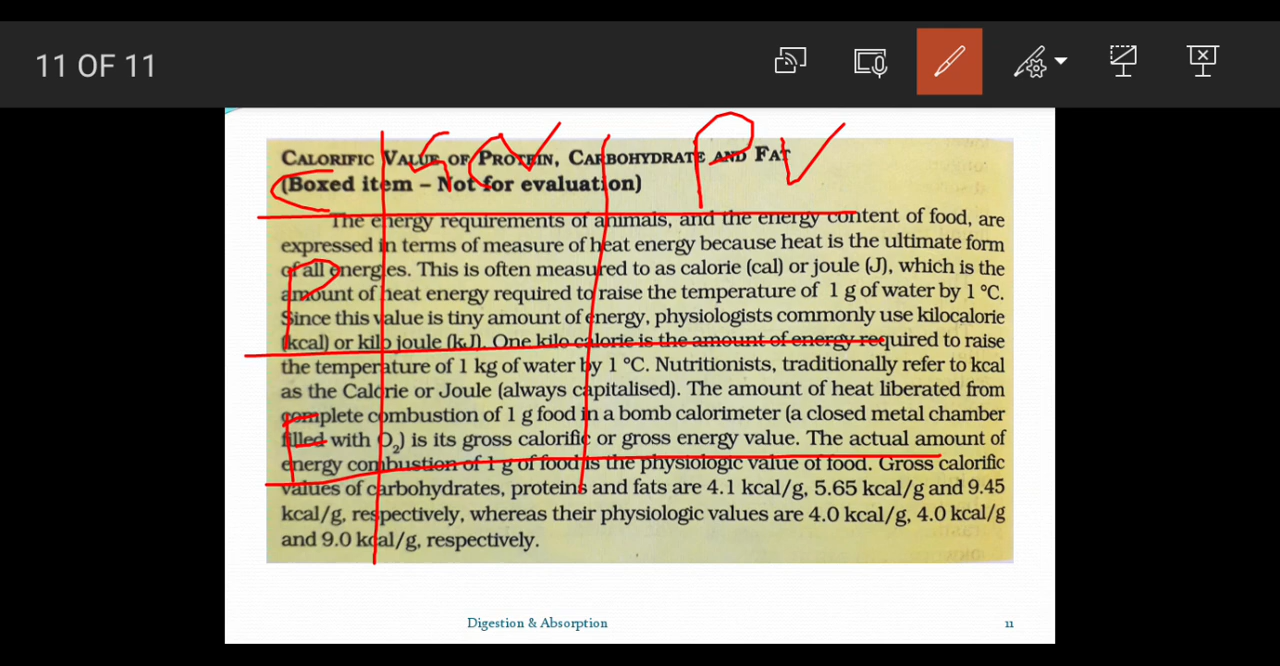 11 OF 11
G C V
P V
CALORIFIC VALUE OF PROTEIN, CARBOHYDRATE AND FAT
C
(Boxed item – Not for evaluation)
The energy requirements of animals, and the energy content of food, are
expressed in terms of measure of heat energy because heat is the ultimate form
of all energies. This is often measured to as calorie (cal) or joule (J), which is the
P
amount of heat energy required to raise the temperature of 1 g of water by 1 °C.
Since this value is tiny amount of energy, physiologists commonly use kilocalorie
(kcal) or kilo joule (kJ). One kilo calorie is the amount of energy required to raise
the temperature of 1 kg of water by 1 °C. Nutritionists, traditionally refer to kcal
as the Calorie or Joule (always capitalised). The amount of heat liberated from
complete combustion of 1 g food in a bomb calorimeter (a closed metal chamber
F
filled with O₂) is its gross calorific or gross energy value. The actual amount of
energy combustion of 1 g of food is the physiologic value of food. Gross calorific
values of carbohydrates, proteins and fats are 4.1 kcal/g, 5.65 kcal/g and 9.45
kcal/g, respectively, whereas their physiologic values are 4.0 kcal/g, 4.0 kcal/g
and 9.0 kcal/g, respectively.
Digestion & Absorption
11